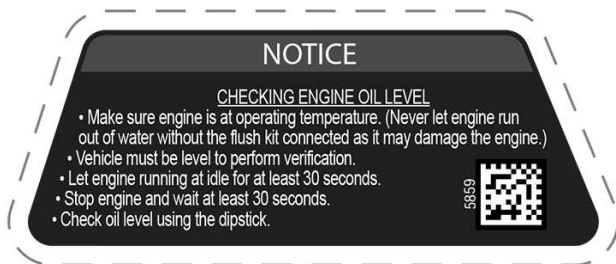 NOTICE
CHECKING ENGINE OIL LEVEL
• Make sure engine is at operating temperature. (Never let engine run
out of water without the flush kit connected as it may damage the engine.)
• Vehicle must be level to perform verification.
• Let engine running at idle for at least 30 seconds.
• Stop engine and wait at least 30 seconds.
• Check oil level using the dipstick.
5859